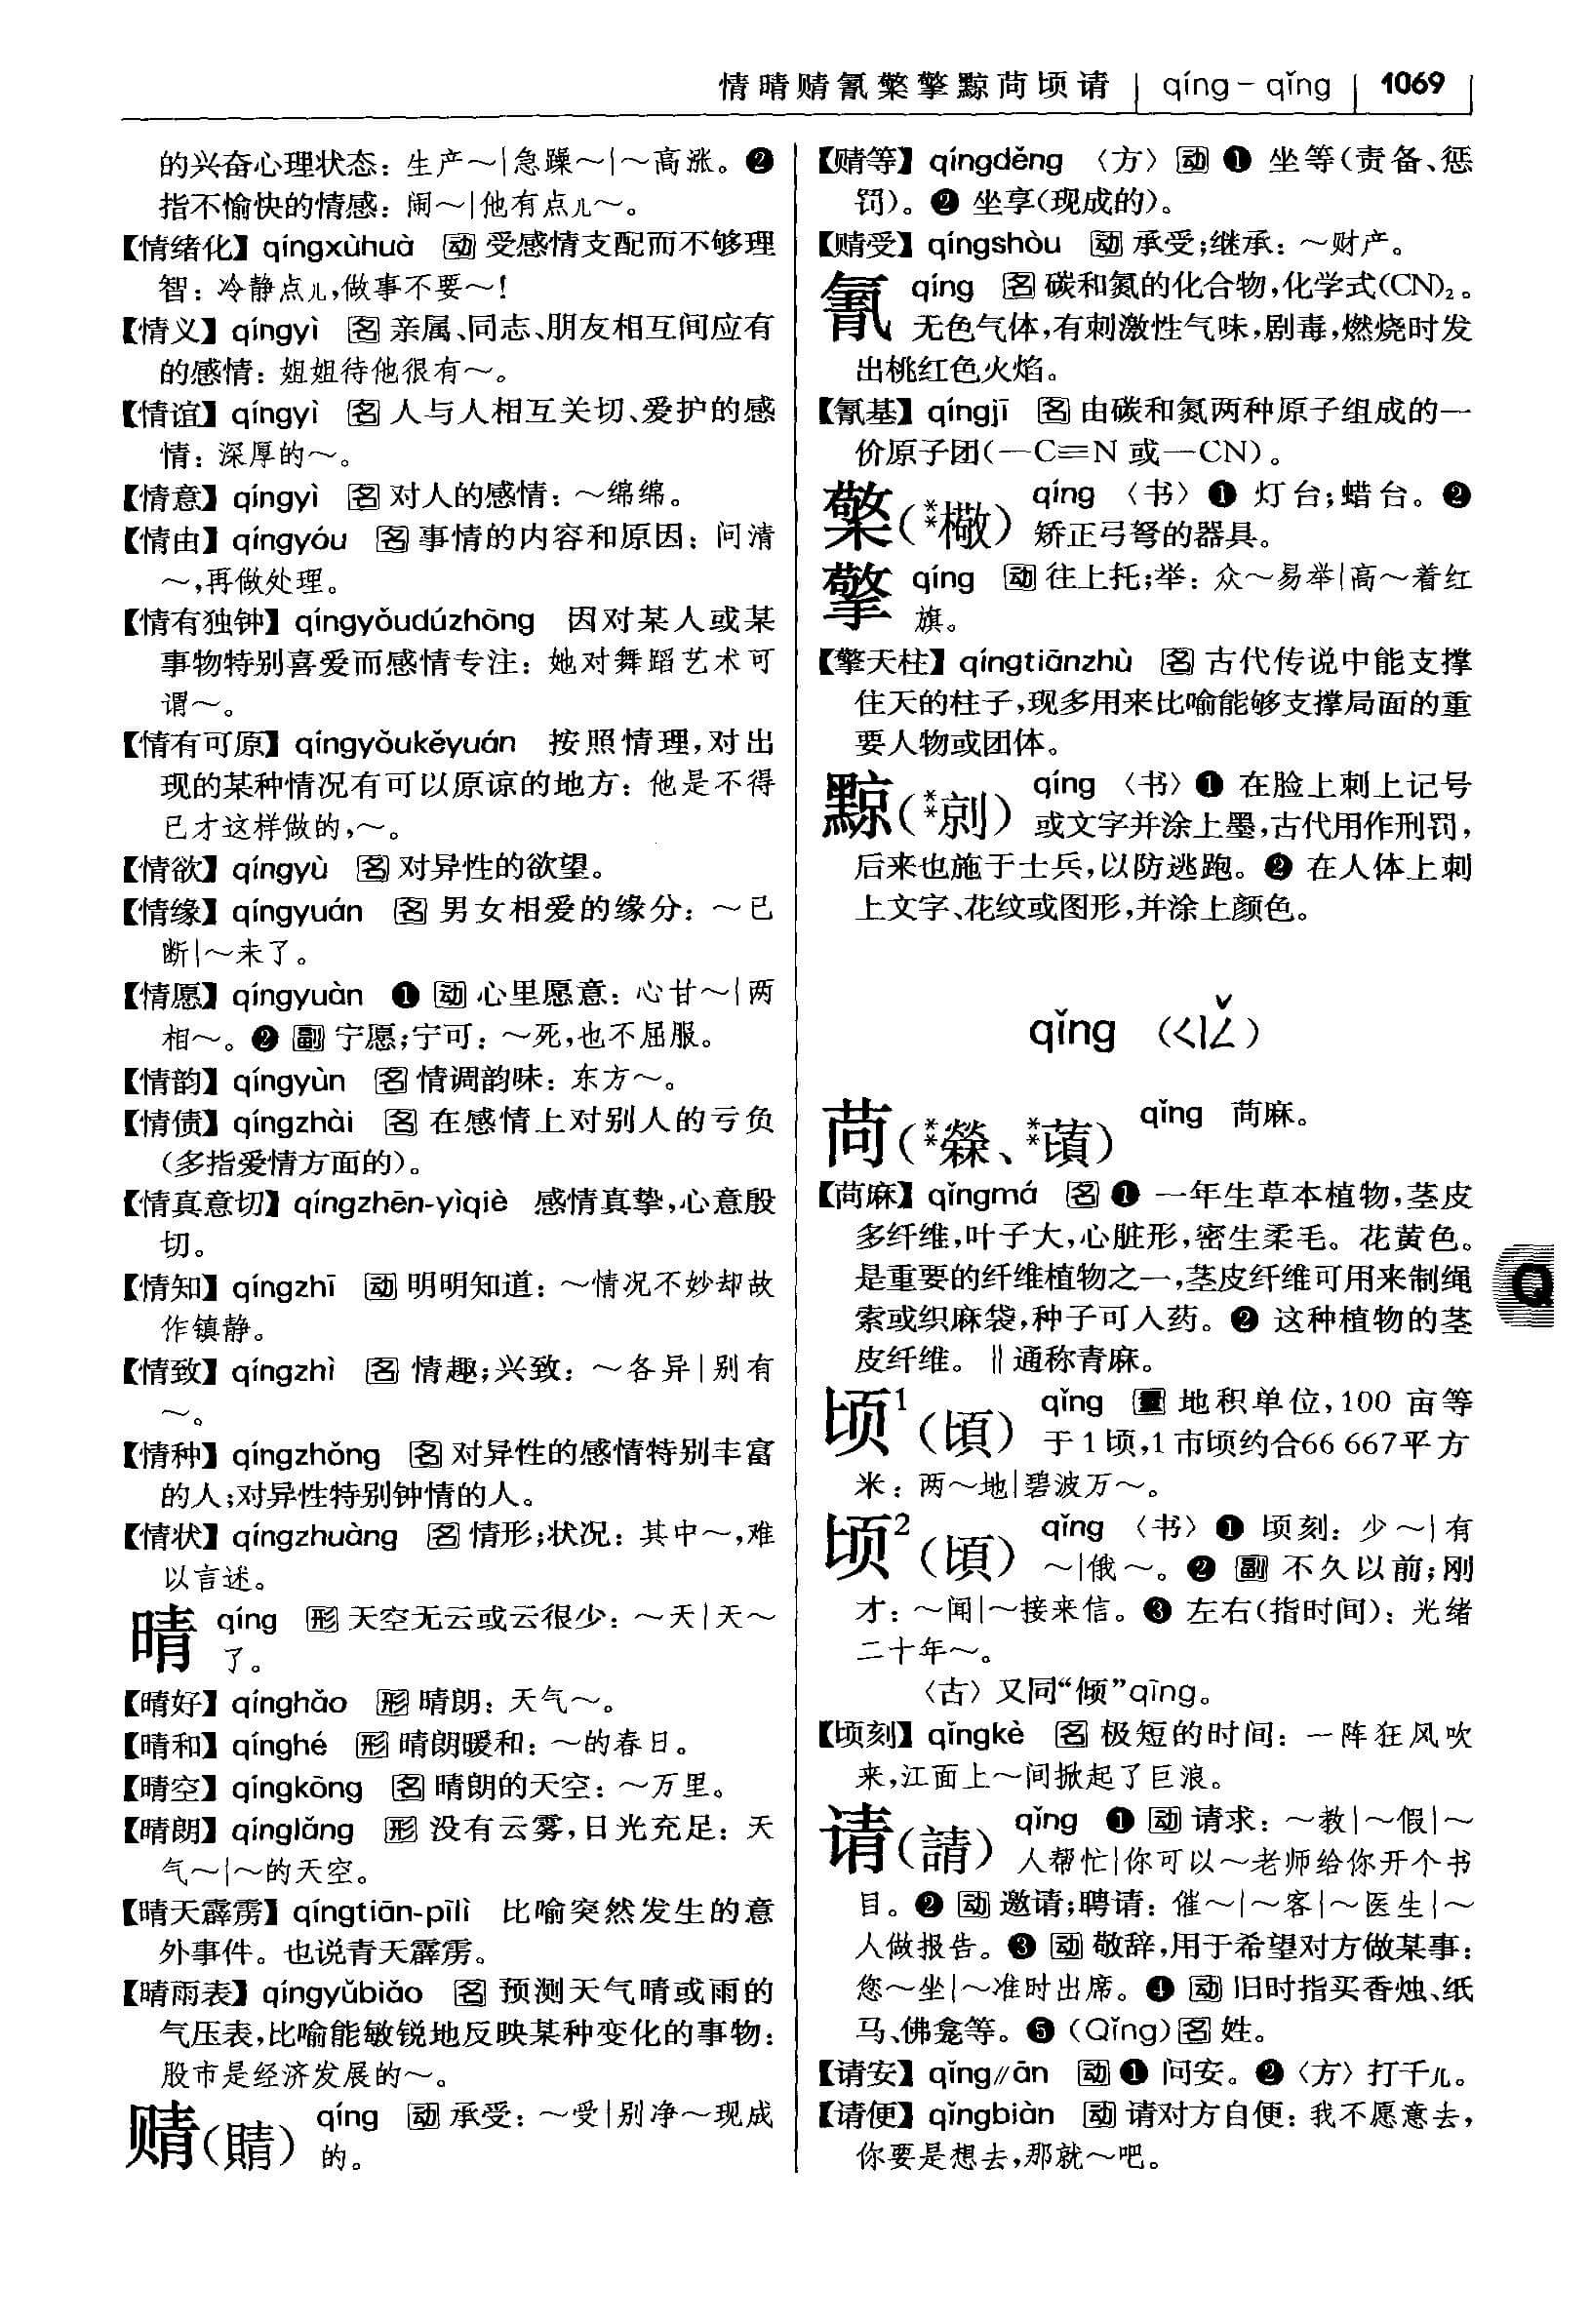 情晴赌氰檠擎黥苘顷请 qíng – qǐng 1069
的兴奋心理状态：生产～|急躁～|～高涨。❷
指不愉快的情感：闹～|他有点儿～。
【情绪化】qíngxùhuà 动 受感情支配而不够理
智：冷静点儿，做事不要～！
【情义】qíngyì 名 亲属、同志、朋友相互间应有
的感情：姐姐待他很有～。
【情谊】qíngyì 名 人与人相互关切、爱护的感
情：深厚的～。
【情意】qíngyì 名 对人的感情：～绵绵。
【情由】qíngyóu 名 事情的内容和原因：问清
～，再做处理。
【情有独钟】qíngyǒudúzhōng 因对某人或某
事物特别喜爱而感情专注：她对舞蹈艺术可
谓～。
【情有可原】qíngyǒukěyuán 按照情理，对出
现的某种情况有可以原谅的地方：他是不得
已才这样做的，～。
【情欲】qíngyù 名 对异性的欲望。
【情缘】qíngyuán 名 男女相爱的缘分：～已
断|～未了。
【情愿】qíngyuàn ❶ 动 心里愿意：心甘～|两
相～。❷ 副 宁愿；宁可：～死，也不屈服。
【情韵】qíngyùn 名 情调韵味：东方～。
【情债】qíngzhài 名 在感情上对别人的亏负
（多指爱情方面的）。
【情真意切】qíngzhēn-yìqiè 感情真挚，心意殷
切。
【情知】qíngzhī 动 明明知道：～情况不妙却故
作镇静。
【情致】qíngzhì 名 情趣；兴致：～各异|别有
～。
【情种】qíngzhǒng 名 对异性的感情特别丰富
的人；对异性特别钟情的人。
【情状】qíngzhuàng 名 情形；状况：其中～，难
以言述。
晴 qíng 形 天空无云或云很少：～天|天～
了。
【晴好】qínghǎo 形 晴朗：天气～。
【晴和】qínghé 形 晴朗暖和：～的春日。
【晴空】qíngkōng 名 晴朗的天空：～万里。
【晴朗】qínglǎng 形 没有云雾，日光充足：天
气～|～的天空。
【晴天霹雳】qíngtiān-pīlì 比喻突然发生的意
外事件。也说青天霹雳。
【晴雨表】qíngyǔbiǎo 名 预测天气晴或雨的
气压表，比喻能敏锐地反映某种变化的事物：
股市是经济发展的～。
䞍（賵） qíng 动 承受：～受|别净～现成
的。
【䞍等】qíngděng 〈方〉动 ❶ 坐等（责备、惩
罚）。❷ 坐享（现成的）。
【䞍受】qíngshòu 动 承受；继承：～财产。
氰 qíng 名 碳和氮的化合物，化学式(CN)₂。
无色气体，有刺激性气味，剧毒，燃烧时发
出桃红色火焰。
【氰基】qíngjī 名 由碳和氮两种原子组成的一
价原子团（—C≡N 或—CN）。
檠（**橵） qíng 〈书〉❶ 灯台；蜡台。❷
矫正弓弩的器具。
擎 qíng 动 往上托；举：众～易举|高～着红
旗。
【擎天柱】qíngtiānzhù 名 古代传说中能支撑
住天的柱子，现多用来比喻能够支撑局面的重
要人物或团体。
黥（**剠） qíng 〈书〉❶ 在脸上刺上记号
或文字并涂上墨，古代用作刑罚，
后来也施于士兵，以防逃跑。❷ 在人体上刺
上文字、花纹或图形，并涂上颜色。
qǐng （ㄑㄧㄥˇ）
苘（**䔛、**藬） qǐng 苘麻。
【苘麻】qǐngmá 名 ❶ 一年生草本植物，茎皮
多纤维，叶子大，心脏形，密生柔毛。花黄色。
是重要的纤维植物之一，茎皮纤维可用来制绳
索或织麻袋，种子可入药。❷ 这种植物的茎
皮纤维。‖通称青麻。
顷¹（頃） qǐng 量 地积单位，100 亩等
于 1 顷，1 市顷约合66 667平方
米：两～地|碧波万～。
顷²（頃） qǐng 〈书〉❶ 顷刻：少～|有
～|俄～。❷ 副 不久以前；刚
才：～闻|～接来信。❸ 左右（指时间）：光绪
二十年～。
〈古〉又同“倾”qīng。
【顷刻】qǐngkè 名 极短的时间：一阵狂风吹
来，江面上～间掀起了巨浪。
请（請） qǐng ❶ 动 请求：～教|～假|～
人帮忙|你可以～老师给你开个书
目。❷ 动 邀请；聘请：催～|～客|～医生|～
人做报告。❸ 动 敬辞，用于希望对方做某事：
您～坐|～准时出席。❹ 动 旧时指买香烛、纸
马、佛龛等。❺（Qǐng）名 姓。
【请安】qǐng//ān 动 ❶ 问安。❷〈方〉打千儿。
【请便】qǐngbiàn 动 请对方自便：我不愿意去，
你要是想去，那就～吧。
Q